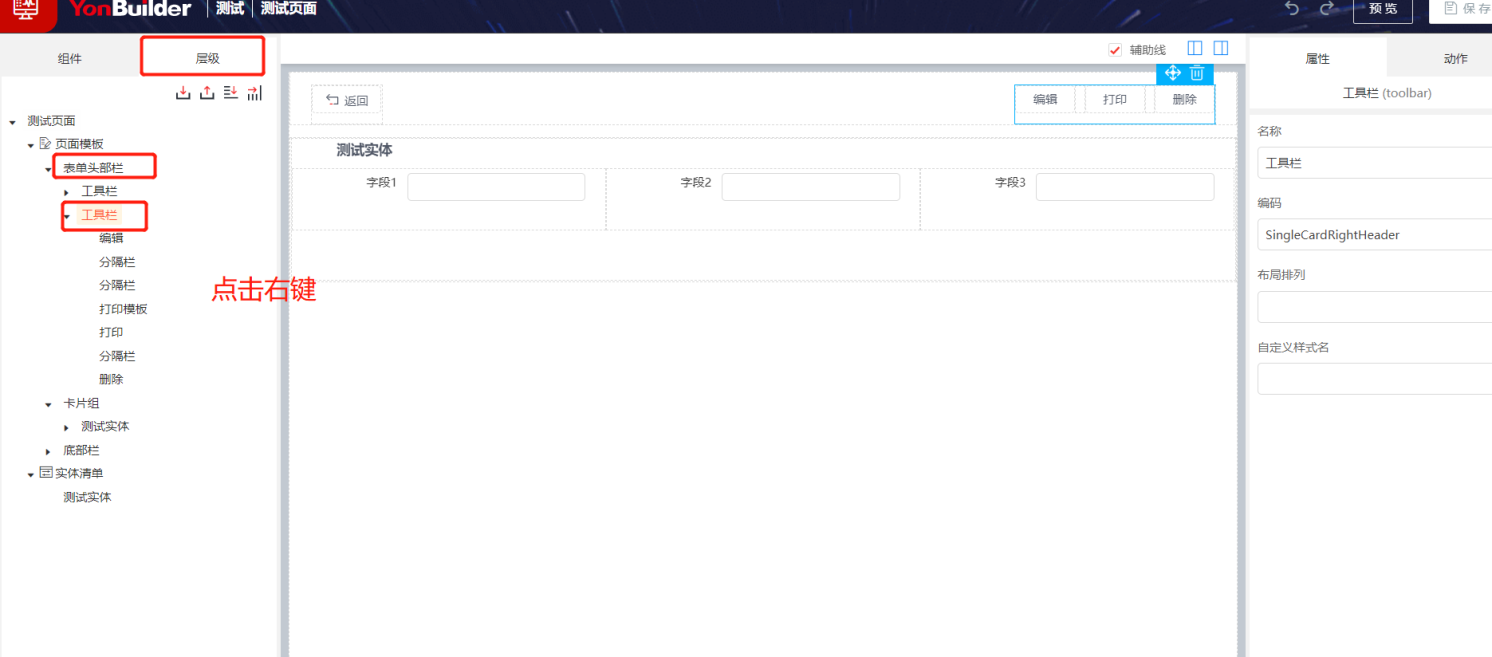 YonBuilder 测试 测试页面 预览 保存
组件 层级
辅助线
属性 动作
工具栏 (toolbar)
测试页面
页面模板
表单头部栏
工具栏
工具栏
编辑
分隔栏
分隔栏
打印模板
打印
分隔栏
删除
卡片组
测试实体
底部栏
实体清单
测试实体
点击右键
返回 编辑 打印 删除
测试实体
字段1 字段2 字段3
名称
工具栏
编码
SingleCardRightHeader
布局排列
自定义样式名